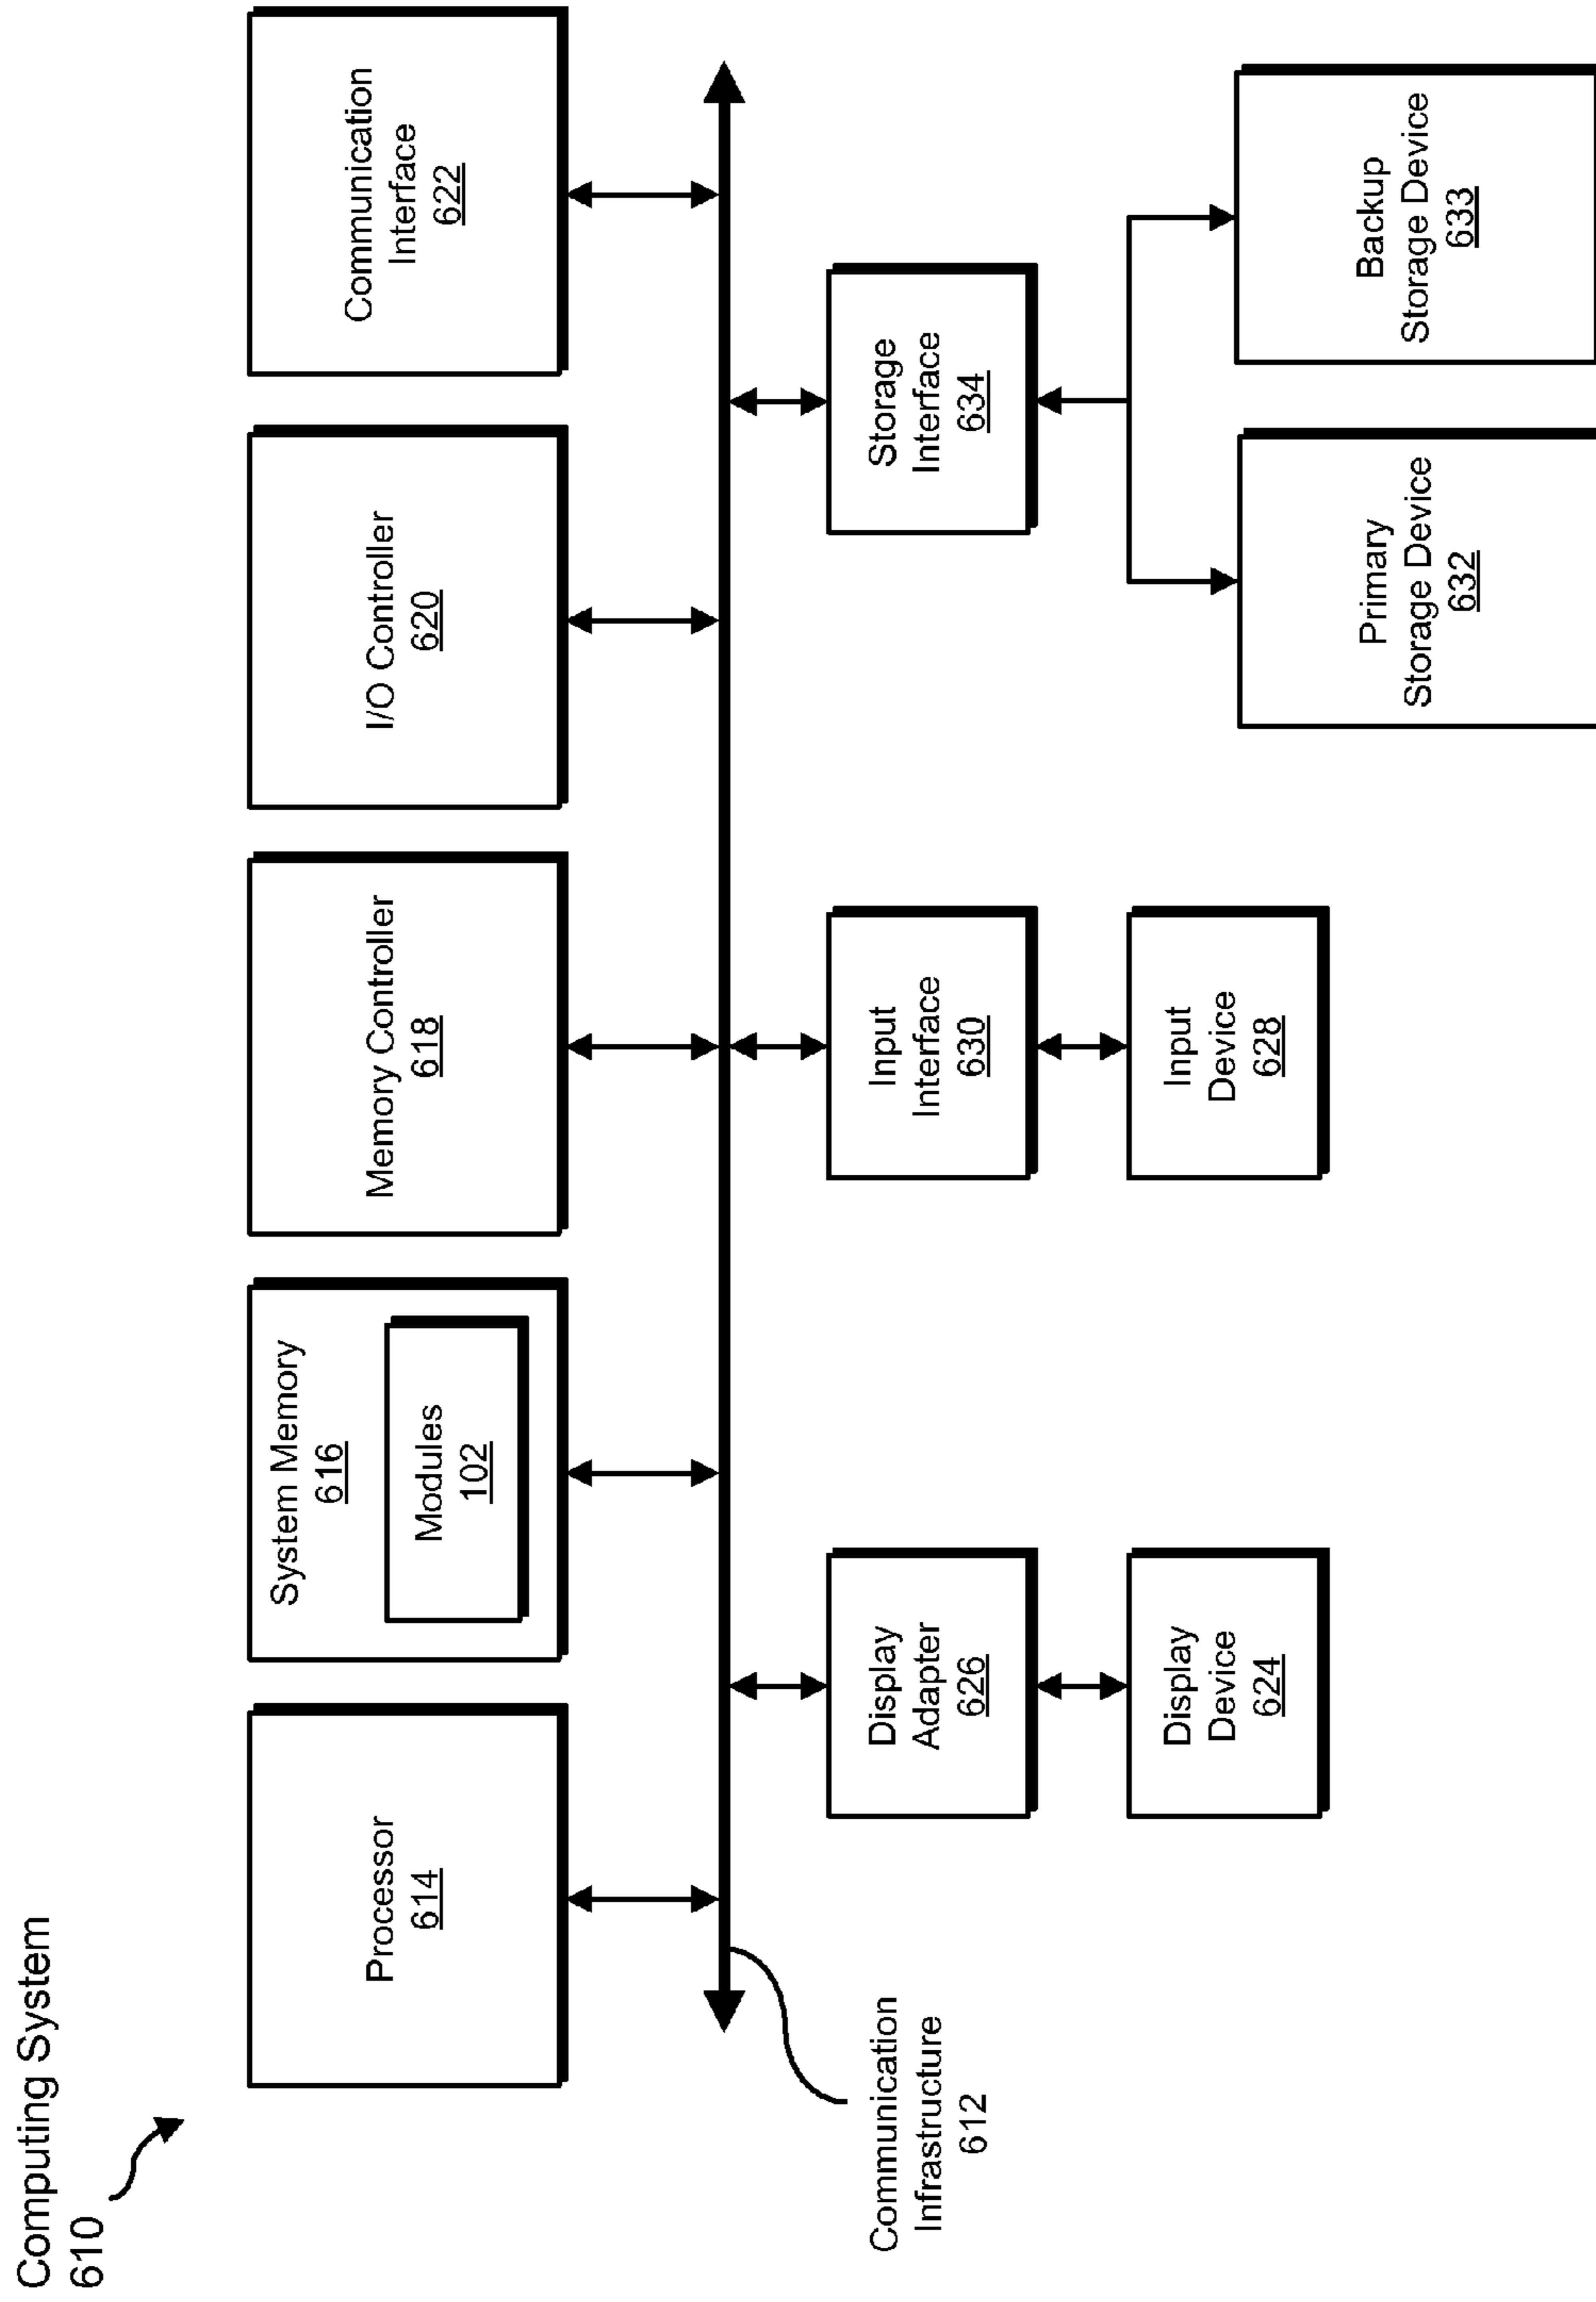 Computing System
610
Processor
614
System Memory
616
Modules
102
Memory Controller
618
I/O Controller
620
Communication
Interface
622
Communication
Infrastructure
612
Display
Adapter
626
Input
Interface
630
Storage
Interface
634
Display
Device
624
Input
Device
628
Primary
Storage Device
632
Backup
Storage Device
633